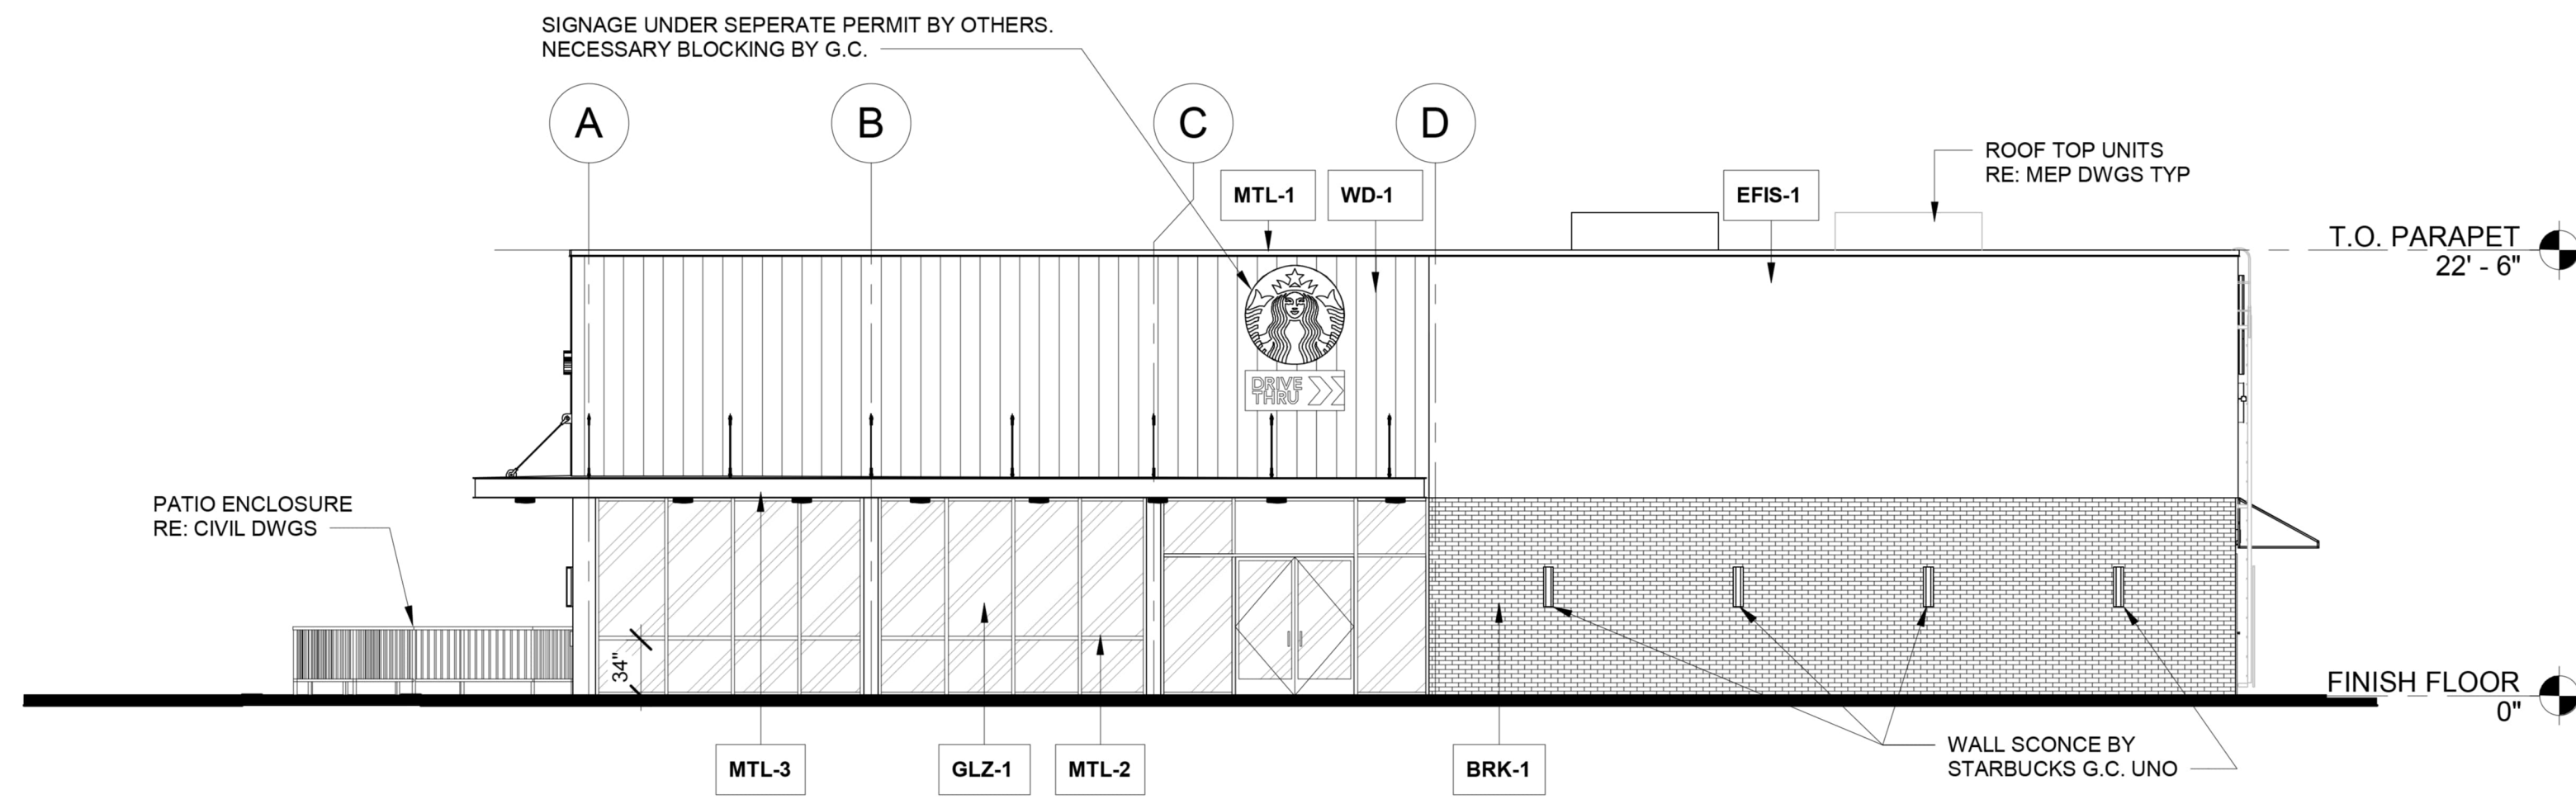 SIGNAGE UNDER SEPERATE PERMIT BY OTHERS.
NECESSARY BLOCKING BY G.C.
A
B
C
D
ROOF TOP UNITS
RE: MEP DWGS TYP
MTL-1
WD-1
EFIS-1
T.O. PARAPET
22' - 6"
DRIVE
THRU
PATIO ENCLOSURE
RE: CIVIL DWGS
34"
FINISH FLOOR
0"
MTL-3
GLZ-1
MTL-2
BRK-1
WALL SCONCE BY
STARBUCKS G.C. UNO